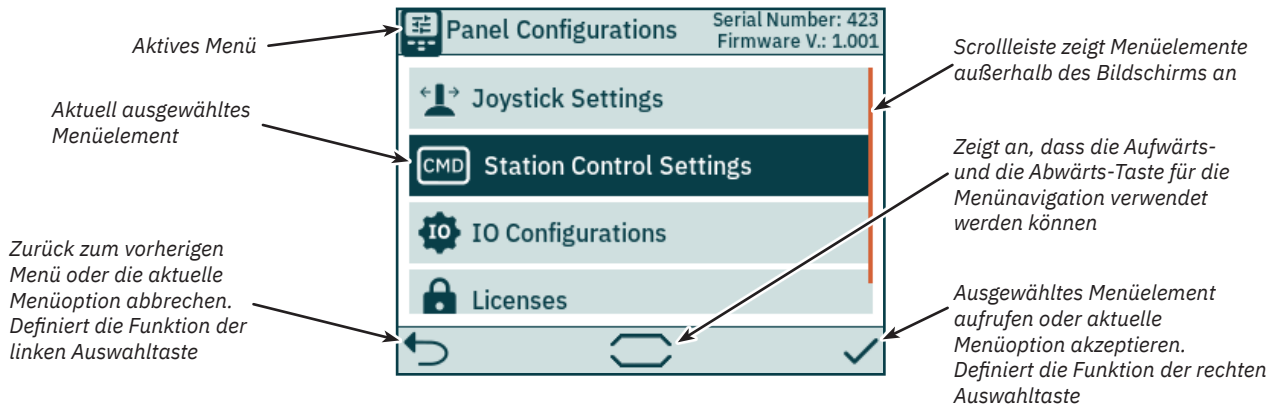 Aktives Menü
Aktuell ausgewähltes
Menüelement
Zurück zum vorherigen
Menü oder die aktuelle
Menüoption abbrechen.
Definiert die Funktion der
linken Auswahltaste
Panel Configurations
Serial Number: 423
Firmware V.: 1.001
Joystick Settings
CMD Station Control Settings
IO IO Configurations
Licenses
Scrollleiste zeigt Menüelemente
außerhalb des Bildschirms an
Zeigt an, dass die Aufwärts-
und die Abwärts-Taste für die
Menünavigation verwendet
werden können
Ausgewähltes Menüelement
aufrufen oder aktuelle
Menüoption akzeptieren.
Definiert die Funktion der rechten
Auswahltaste